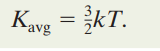 K_avg = 3/2 kT.